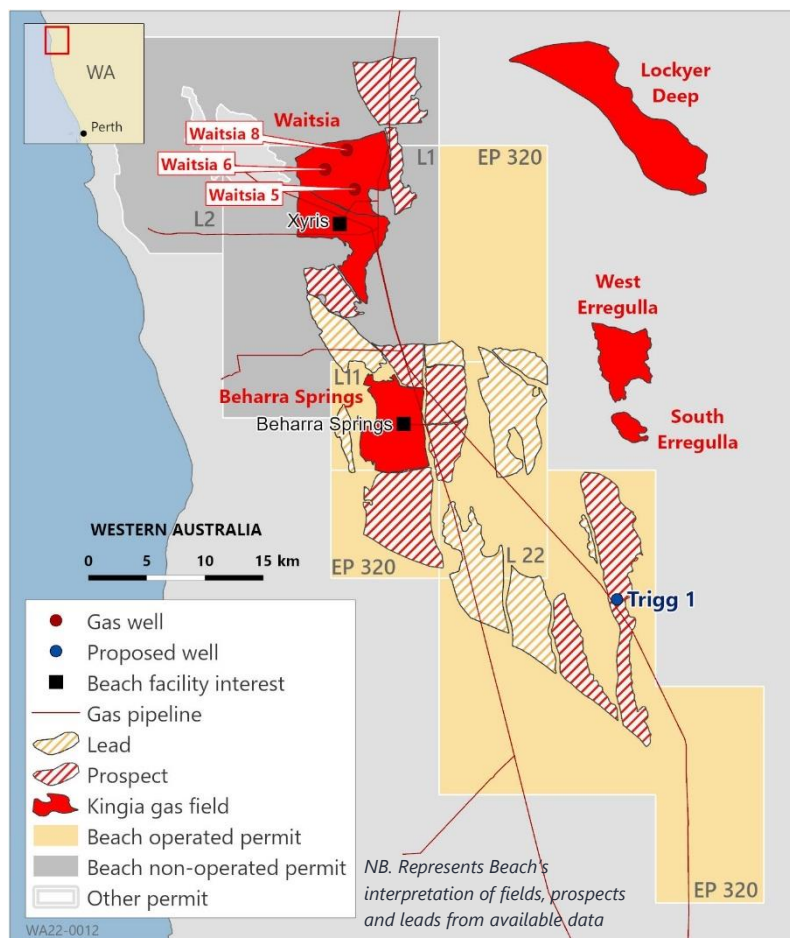 WA
Perth
Lockyer
Deep
Waitsia 8
Waitsia
Waitsia 6
L1
EP 320
Waitsia 5
L2
Xyris
West
Erregulla
L11
Beharra Springs
Beharra Springs
South
Erregulla
WESTERN AUSTRALIA
0 5 10 15 km
EP 320
L 22
Trigg 1
Gas well
Proposed well
Beach facility interest
Gas pipeline
Lead
Prospect
Kingia gas field
Beach operated permit
Beach non-operated permit
Other permit
NB. Represents Beach's
interpretation of fields, prospects
and leads from available data
EP 320
WA22-0012